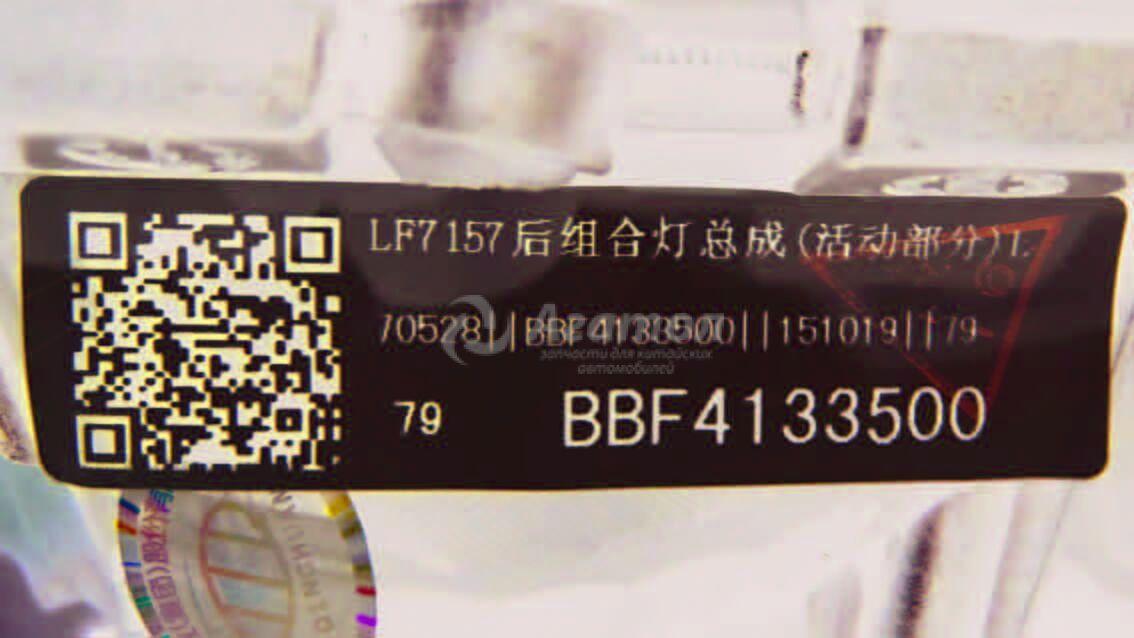 LF7157后组合灯总成(活动部分)L
70528||BBF4133500||151019||79
79
BBF4133500
запчасти для китайских
автомобилей